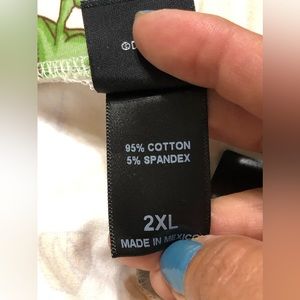 95% COTTON
5% SPANDEX
2XL
MADE IN MEXICO